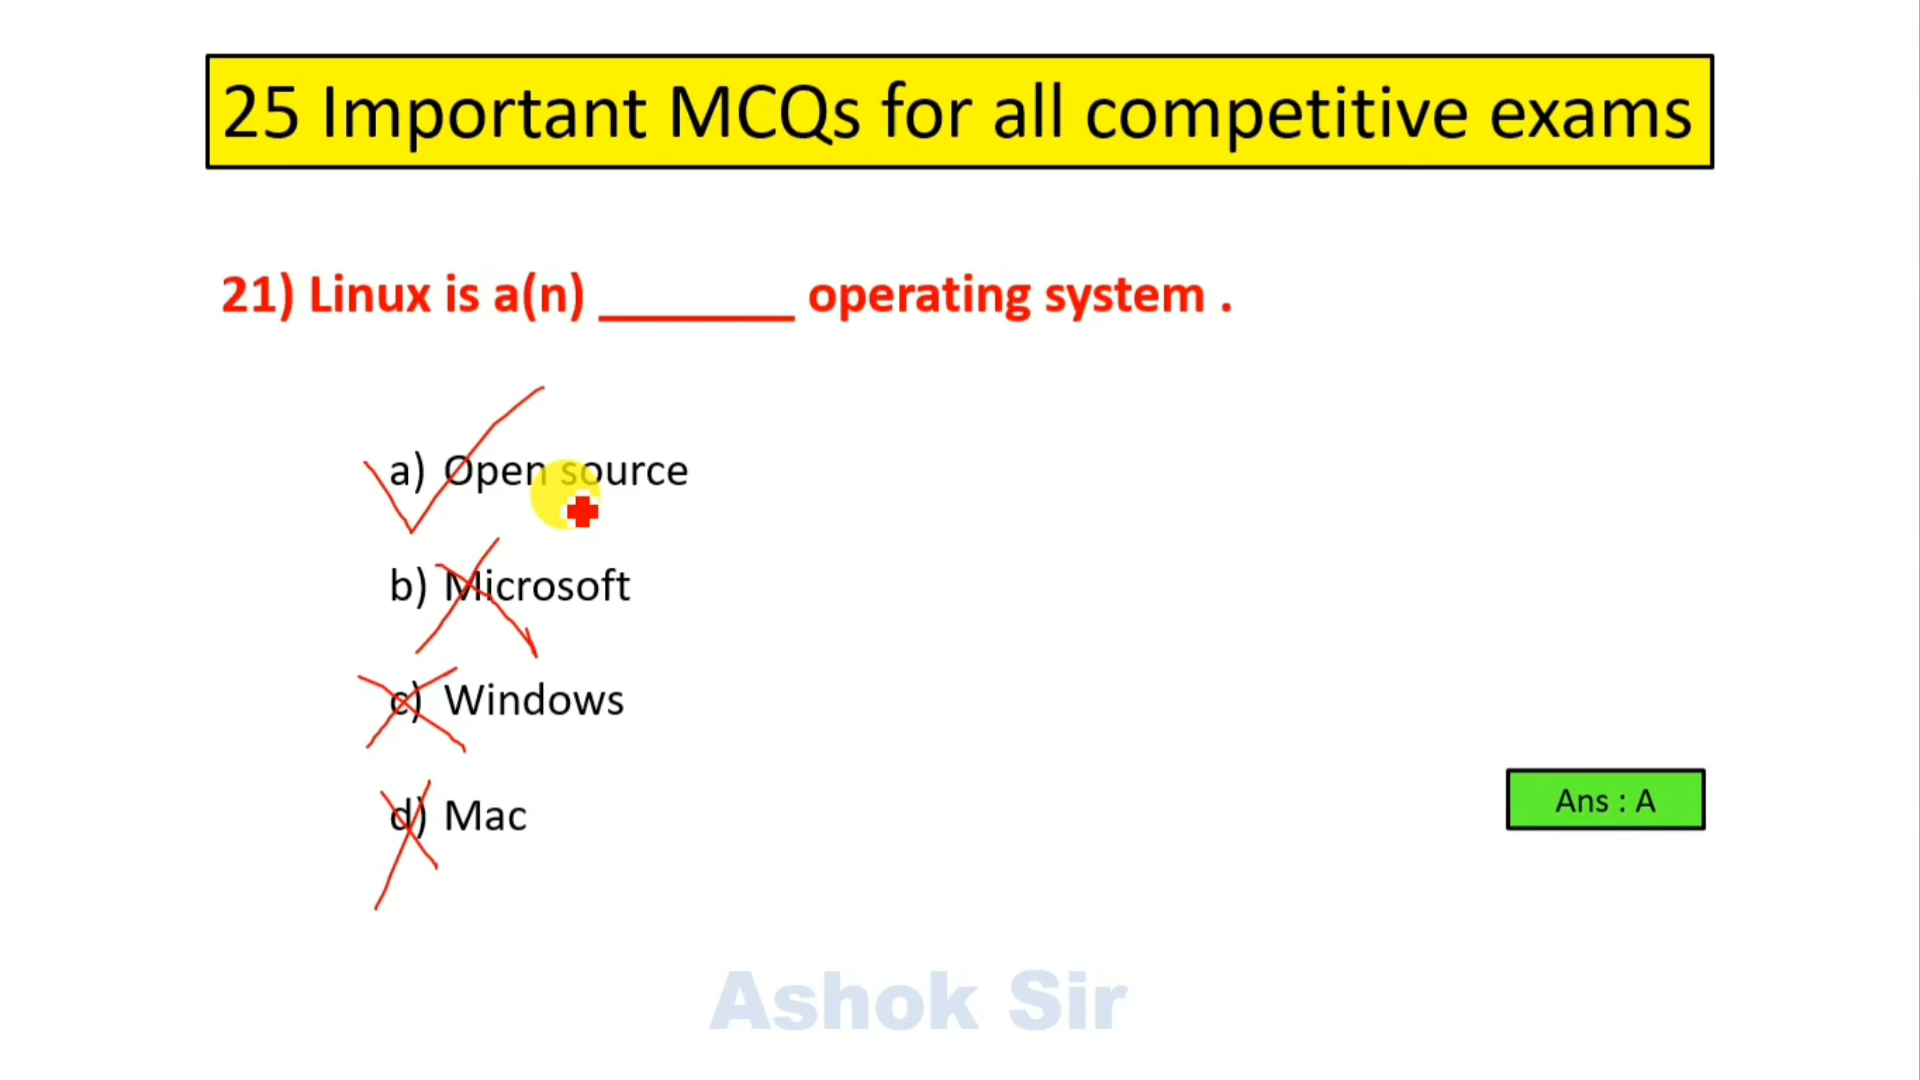 25 Important MCQs for all competitive exams
21) Linux is a(n) ________ operating system .
a) Open source
b) Microsoft
c) Windows
d) Mac
Ans : A
Ashok Sir